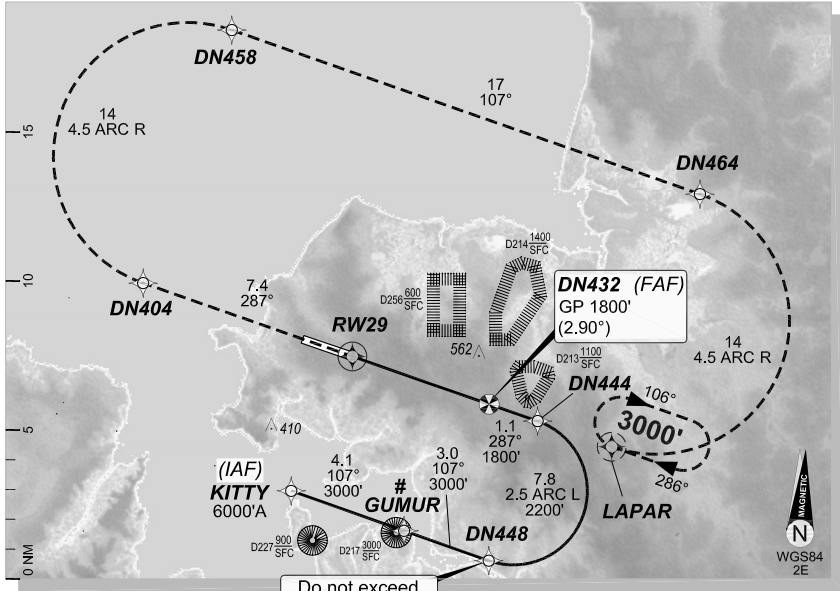 DN458
17
107°
14
4.5 ARC R
15
DN464
D214 1400
SFC
DN432 (FAF)
GP 1800'
(2.90°)
10
DN404
7.4
287°
D256 600
SFC
RW29
562
D213 1100
SFC
14
4.5 ARC R
DN444
106°
3000'
286°
410
5
1.1
287°
1800'
(IAF)
KITTY
6000'A
4.1
107°
3000'
#
GUMUR
3.0
107°
3000'
7.8
2.5 ARC L
2200'
LAPAR
MAGNETIC
N
DN448
D227 900
SFC
D217 3000
SFC
WGS84
2E
0 NM
Do not exceed